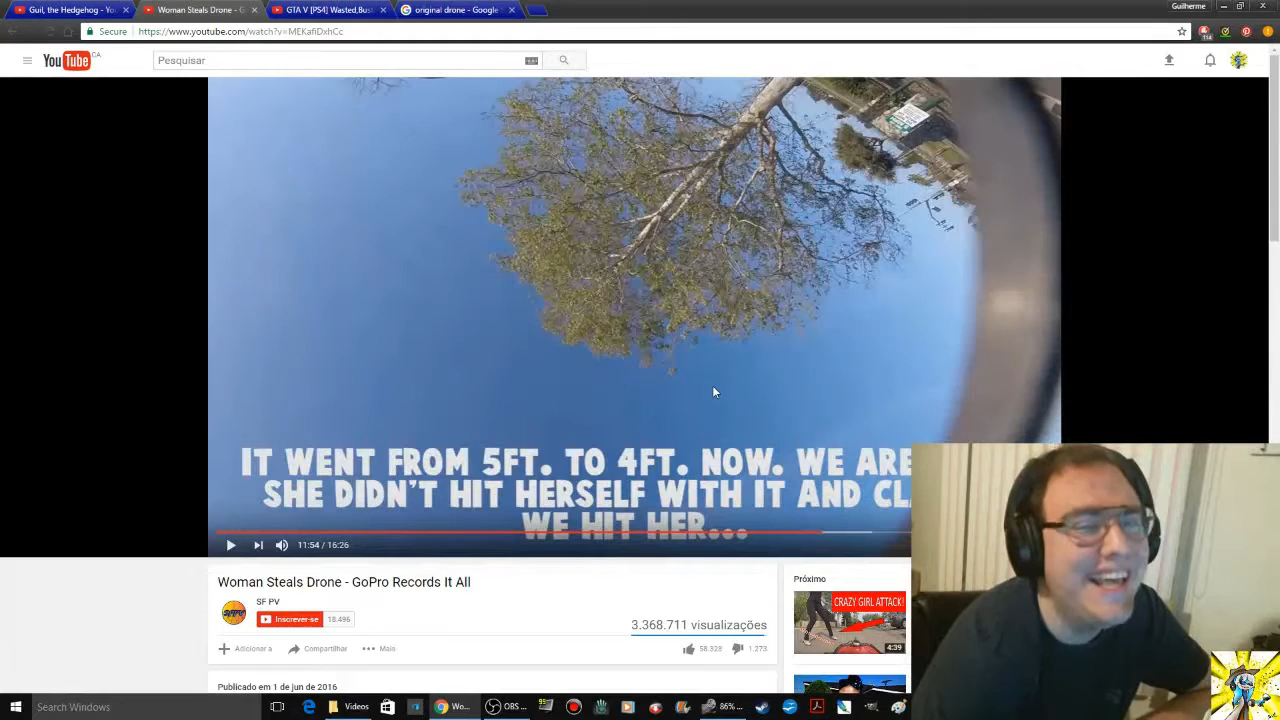 Guil, the Hedgehog - Yo
Woman Steals Drone - G
GTA V [PS4] Wasted,Bus
original drone - Google
Guilherme
Secure
https://www.youtube.com/watch?v=MEKafiDxhCc
114
YouTube CA
Pesquisar
IT WENT FROM 5FT. TO 4FT. NOW. WE ARE
SHE DIDN'T HIT HERSELF WITH IT AND CL
WE HIT HER...
11:54 / 16:26
Woman Steals Drone - GoPro Records It All
SF PV
Inscrever-se 18.496
3.368.711 visualizações
Adicionar a
Compartilhar
Mais
58.328
1.273
Publicado em 1 de jun de 2016
Próximo
CRAZY GIRL ATTACK!
4:39
Search Windows
Videos
Wo...
OBS ...
86% ...